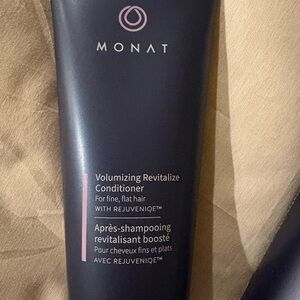 MONAT
Volumizing Revitalize
Conditioner
For fine, flat hair
WITH REJUVENIQE™
Après-shampooing
revitalisant boosté
Pour cheveux fins et plats
AVEC REJUVENIQE™